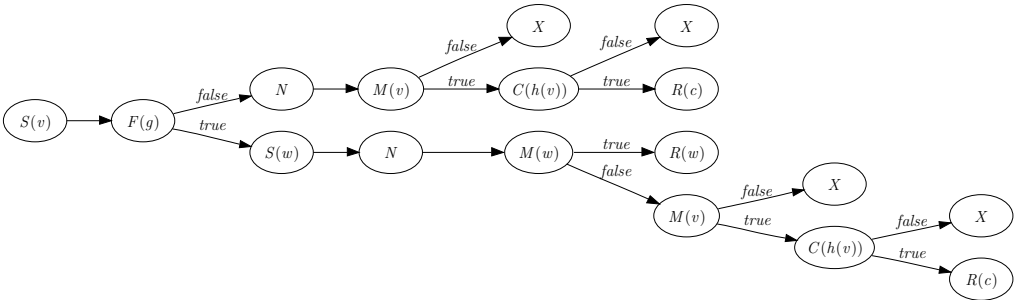 X X
false false
N M(v) true C(h(v)) true R(c)
false
S(v) F(g)
true
S(w) N M(w) true R(w)
false X
false
M(v) true X
false
C(h(v)) true
R(c)